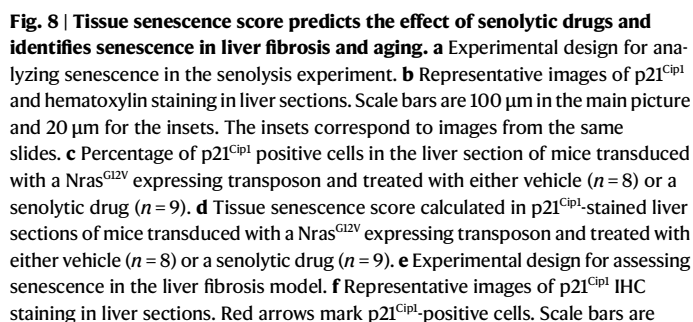 Fig. 8 | Tissue senescence score predicts the effect of senolytic drugs and
identifies senescence in liver fibrosis and aging. a Experimental design for ana-
lyzing senescence in the senolysis experiment. b Representative images of p21Cip1
and hematoxylin staining in liver sections. Scale bars are 100 μm in the main picture
and 20 μm for the insets. The insets correspond to images from the same
slides. c Percentage of p21Cip1 positive cells in the liver section of mice transduced
with a NrasG12V expressing transposon and treated with either vehicle (n = 8) or a
senolytic drug (n = 9). d Tissue senescence score calculated in p21Cip1-stained liver
sections of mice transduced with a NrasG12V expressing transposon and treated with
either vehicle (n = 8) or a senolytic drug (n = 9). e Experimental design for assessing
senescence in the liver fibrosis model. f Representative images of p21Cip1 IHC
staining in liver sections. Red arrows mark p21Cip1-positive cells. Scale bars are